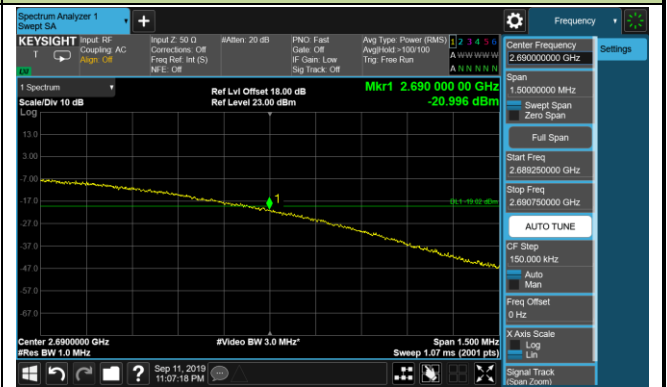 Spectrum Analyzer 1
Swept SA
Frequency
KEYSIGHT
T
Input: RF
Coupling: AC
Align: Off
Input Z: 50 Ω
Corrections: Off
Freq Ref: Int (S)
NFE: Off
#Atten: 20 dB
PNO: Fast
Gate: Off
IF Gain: Low
Sig Track: Off
Avg Type: Power (RMS)
Avg|Hold >100/100
Trig: Free Run
1 2 3 4 5 6
A W W W W W
A N N N N N
1 Spectrum
Scale/Div 10 dB
Log
Ref Lvl Offset 18.00 dB
Ref Level 23.00 dBm
Mkr1 2.690 000 00 GHz
-20.996 dBm
13.0
3.00
-7.00
-17.0
-27.0
-37.0
-47.0
-57.0
-67.0
1
DL1 -19.02 dBm
Center 2.6900000 GHz
#Res BW 1.0 MHz
#Video BW 3.0 MHz*
Span 1.500 MHz
Sweep 1.07 ms (2001 pts)
Sep 11, 2019
11:07:18 PM
Center Frequency
2.690000000 GHz
Settings
Span
1.50000000 MHz
Swept Span
Zero Span
Full Span
Start Freq
2.689250000 GHz
Stop Freq
2.690750000 GHz
AUTO TUNE
CF Step
150.000 kHz
Auto
Man
Freq Offset
0 Hz
X Axis Scale
Log
Lin
Signal Track
(Span Zoom)